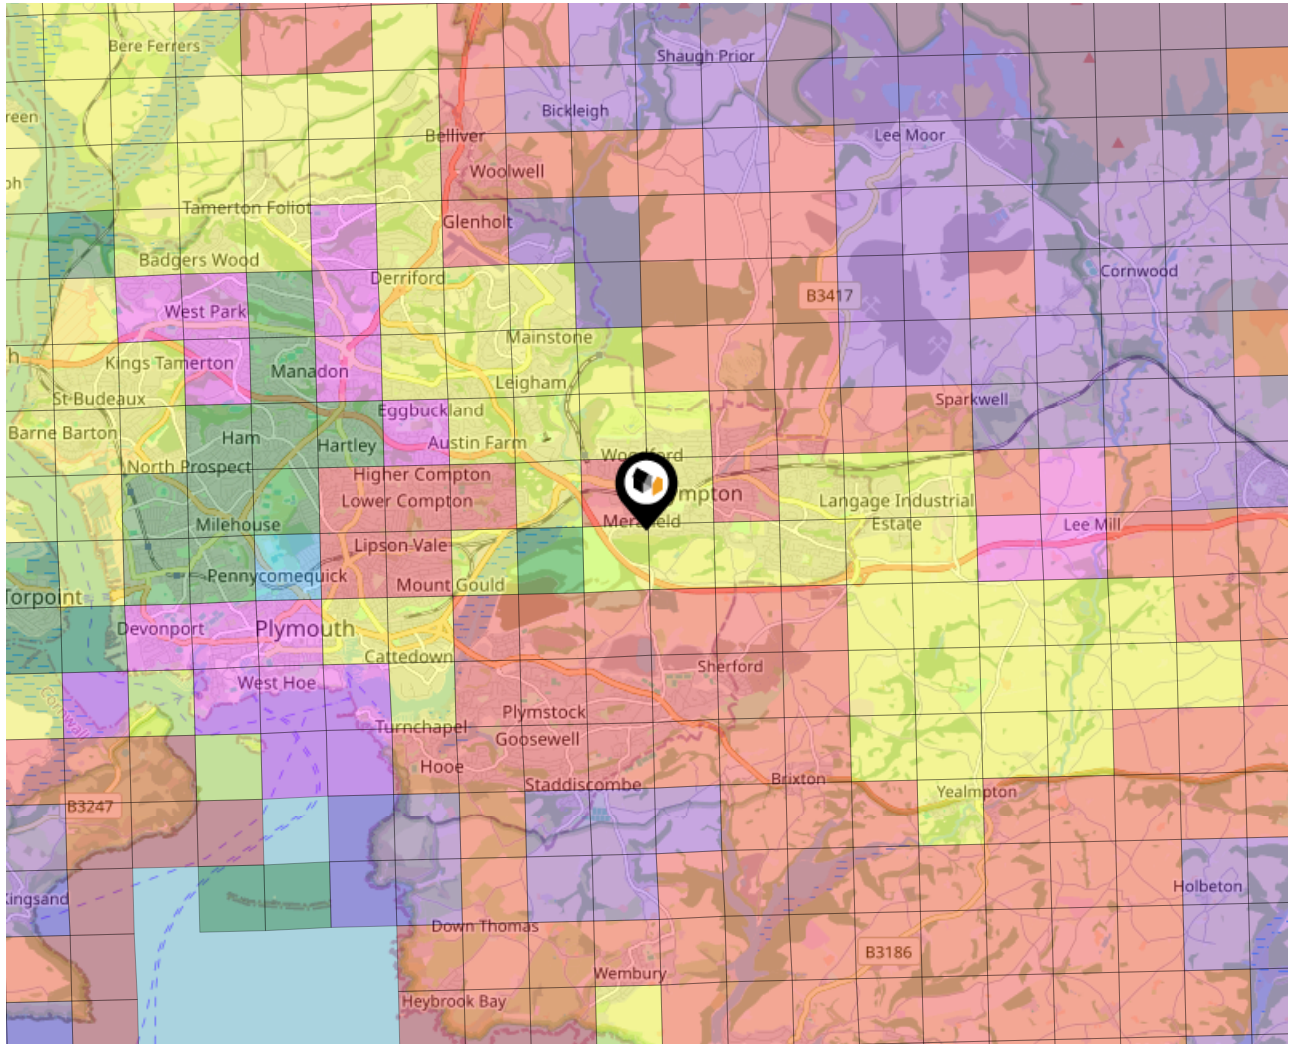 Bere Ferrers
Shaugh Prior
Bickleigh
Belliver
Lee Moor
Woolwell
Tamerton Foliot
Glenholt
Badgers Wood
Derriford
Cornwood
West Park
B3417
Mainstone
Kings Tamerton
Manadon
Leigham
St Budeaux
Eggbuckland
Sparkwell
Barne Barton
Ham
Hartley
Austin Farm
North Prospect
Higher Compton
Lower Compton
Langage Industrial
Estate
Milehouse
Lee Mill
Lipson Vale
Pennycomequick
Mount Gould
Torpoint
Devonport
Plymouth
Cattedown
Sherford
West Hoe
Plymstock
Turnchapel
Goosewell
Hooe
Staddiscombe
Brixton
Yealmpton
B3247
Holbeton
Kingsand
Down Thomas
B3186
Wembury
Heybrook Bay